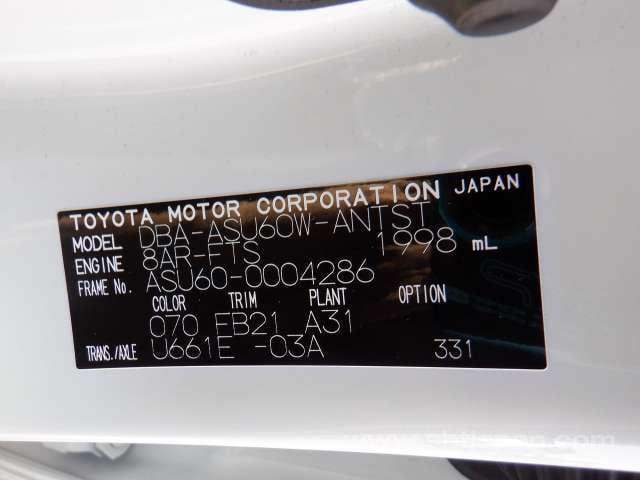 TOYOTA MOTOR CORPORATION JAPAN
MODEL DBA-ASU60W-ANTST
ENGINE 8AR-FTS 1998 mL
FRAME No. ASU60-0004286
COLOR TRIM PLANT OPTION
070 FB21 A31
TRANS./AXLE U661E -03A 331